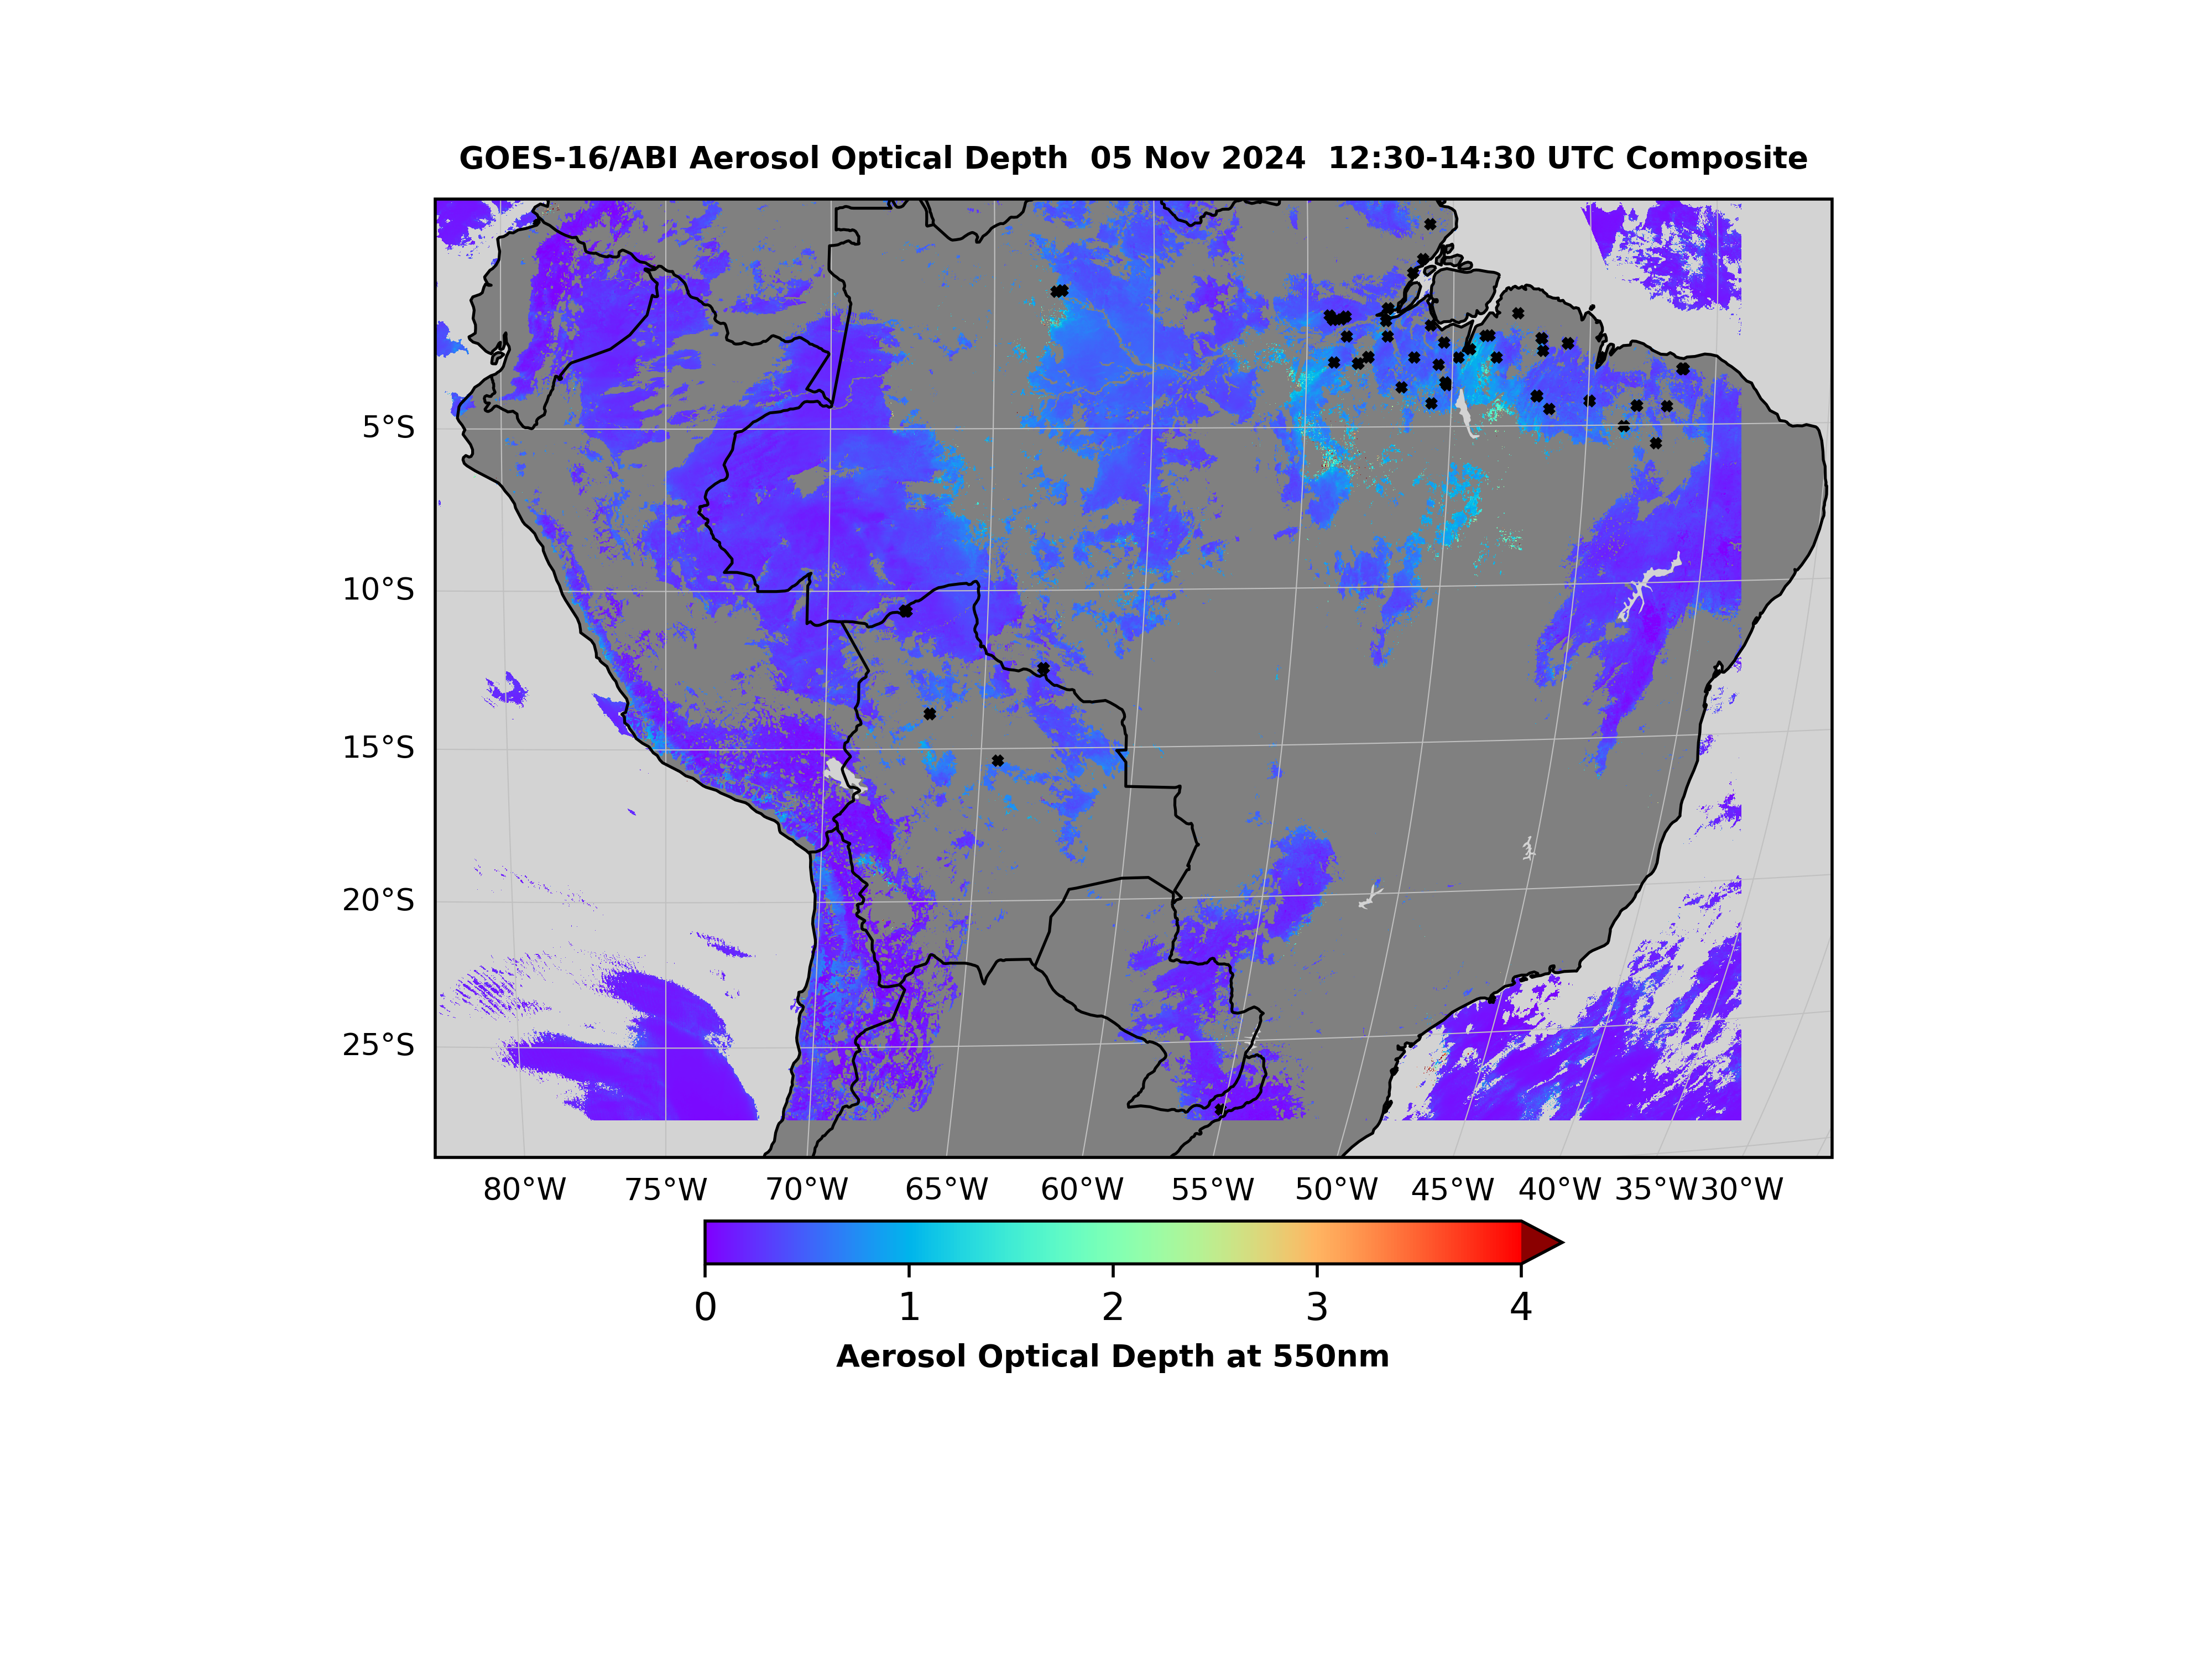 GOES-16/ABI Aerosol Optical Depth  05 Nov 2024  12:30-14:30 UTC Composite
5°S
10°S
15°S
20°S
25°S
80°W 75°W 70°W 65°W 60°W 55°W 50°W 45°W 40°W 35°W 30°W
0 1 2 3 4
Aerosol Optical Depth at 550nm